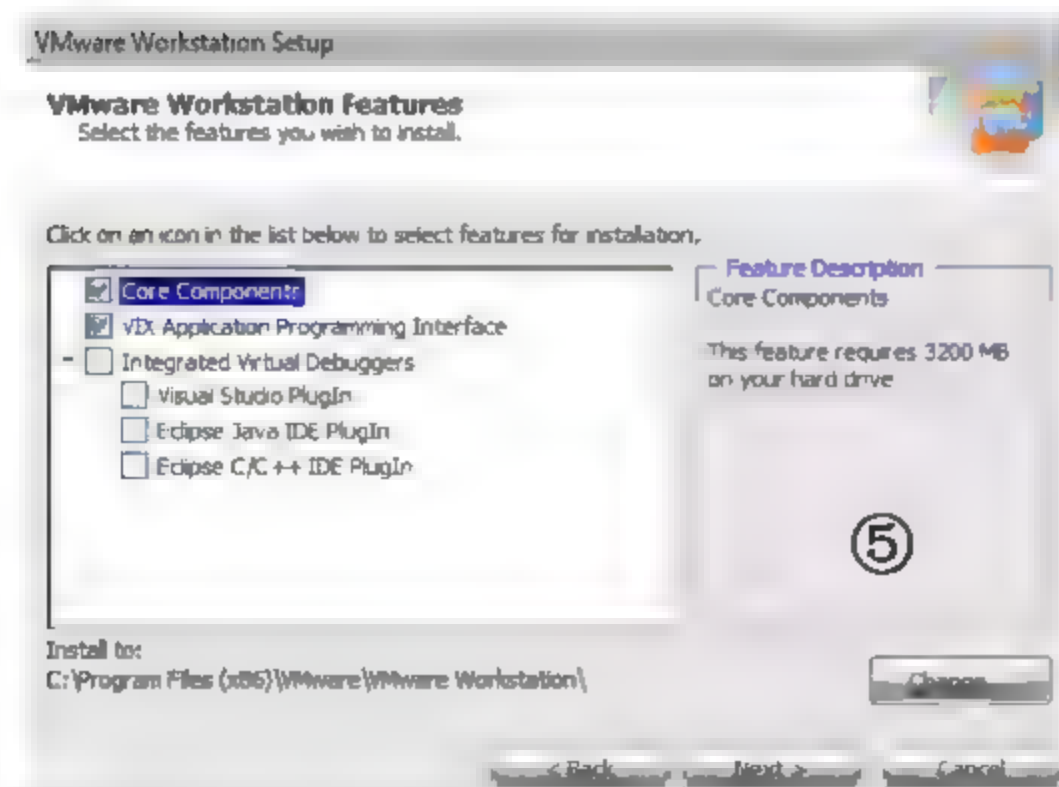 VMware Workstation Setup
VMware Workstation Features
Select the features you wish to install.
Click on an icon in the list below to select features for installation.
Core Components
VIX Application Programming Interface
Integrated Virtual Debuggers
Visual Studio PlugIn
Eclipse Java IDE PlugIn
Eclipse C/C++ IDE PlugIn
Feature Description
Core Components
This feature requires 3200 MB
on your hard drive
⑤
Install to:
C:\Program Files (x86)\VMware\VMware Workstation\
Change...
< Back
Next >
Cancel